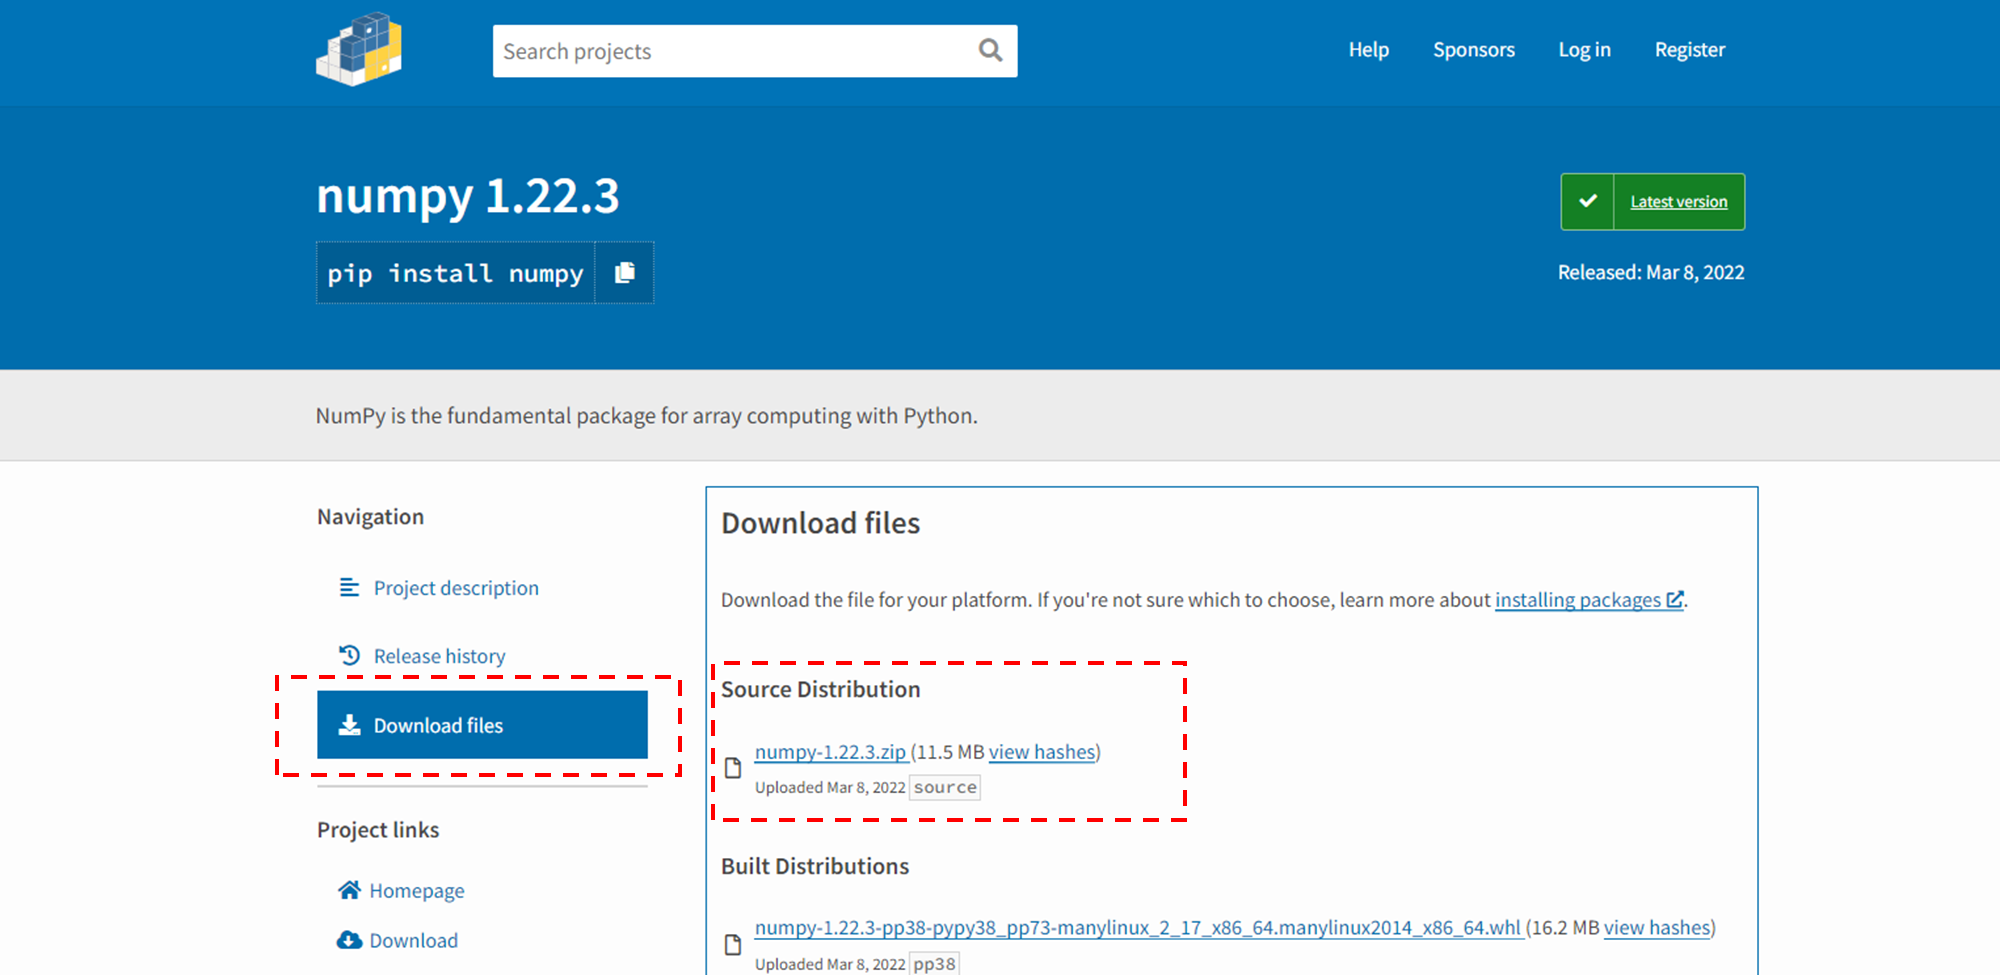 Search projects
Help Sponsors Log in Register
numpy 1.22.3
Latest version
pip install numpy
Released: Mar 8, 2022
NumPy is the fundamental package for array computing with Python.
Navigation
Project description
Release history
Download files
Project links
Homepage
Download
Download files
Download the file for your platform. If you're not sure which to choose, learn more about installing packages.
Source Distribution
numpy-1.22.3.zip (11.5 MB view hashes)
Uploaded Mar 8, 2022 source
Built Distributions
numpy-1.22.3-pp38-pypy38_pp73-manylinux_2_17_x86_64.manylinux2014_x86_64.whl (16.2 MB view hashes)
Uploaded Mar 8, 2022 pp38